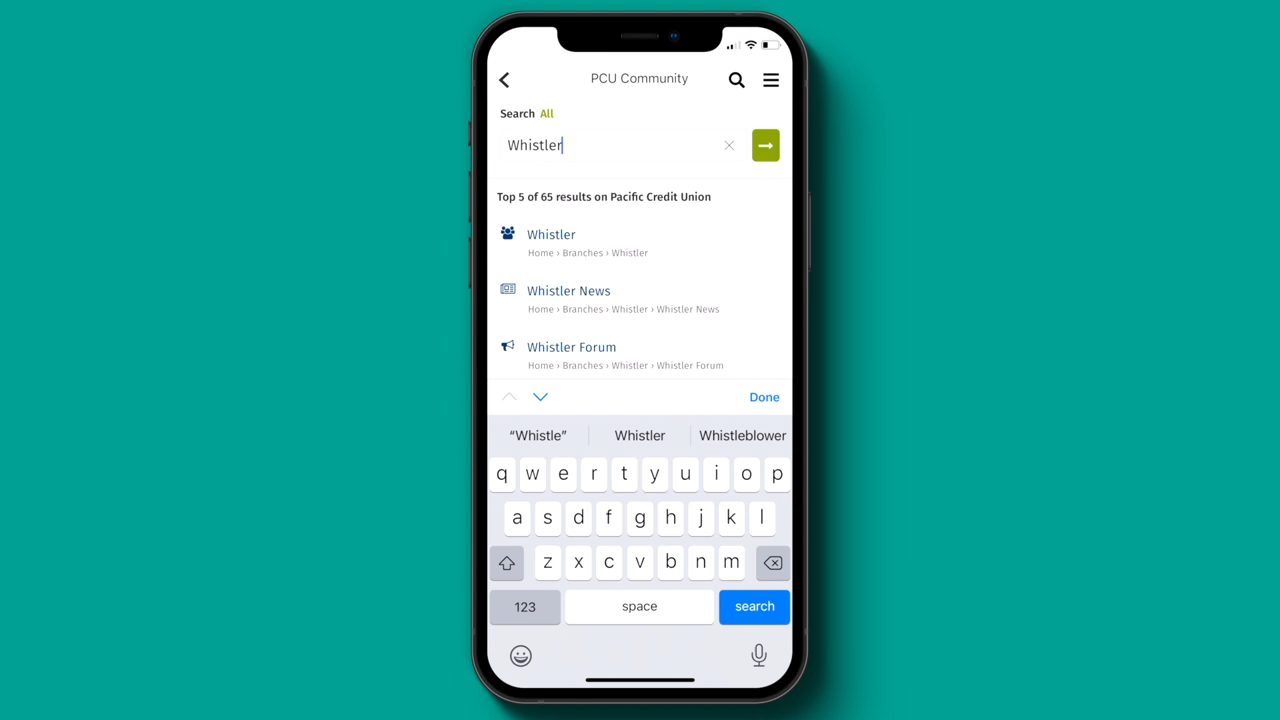 PCU Community
Search All
Whistler
Top 5 of 65 results on Pacific Credit Union
Whistler
Home › Branches › Whistler
Whistler News
Home › Branches › Whistler › Whistler News
Whistler Forum
Home › Branches › Whistler › Whistler Forum
Done
“Whistle” Whistler Whistleblower
q w e r t y u i o p
a s d f g h j k l
z x c v b n m
123 space search